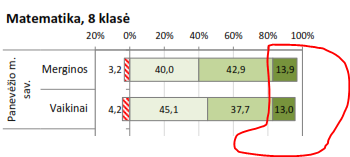 Matematika, 8 klasė
20% 0% 20% 40% 60% 80% 100%
Panevėžio m. sav.
Merginos 3,2 40,0 42,9 13,9
Vaikinai 4,2 45,1 37,7 13,0